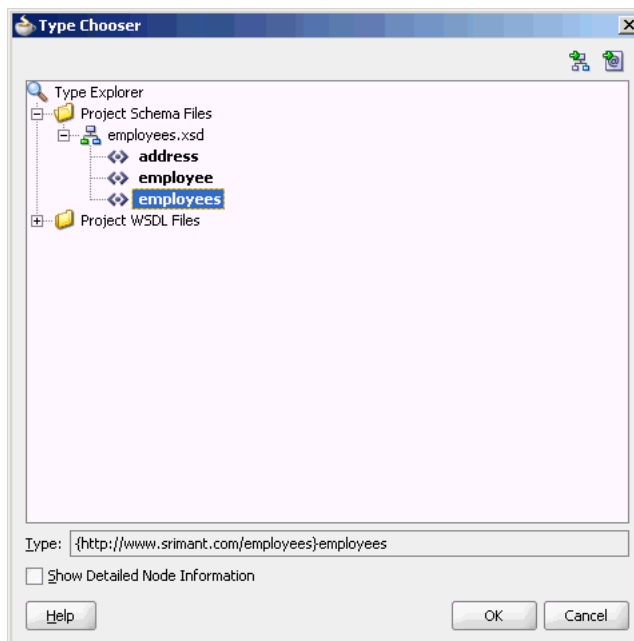 Type Chooser
Type Explorer
Project Schema Files
employees.xsd
address
employee
employees
Project WSDL Files
Type: {http://www.srimant.com/employees}employees
Show Detailed Node Information
Help OK Cancel